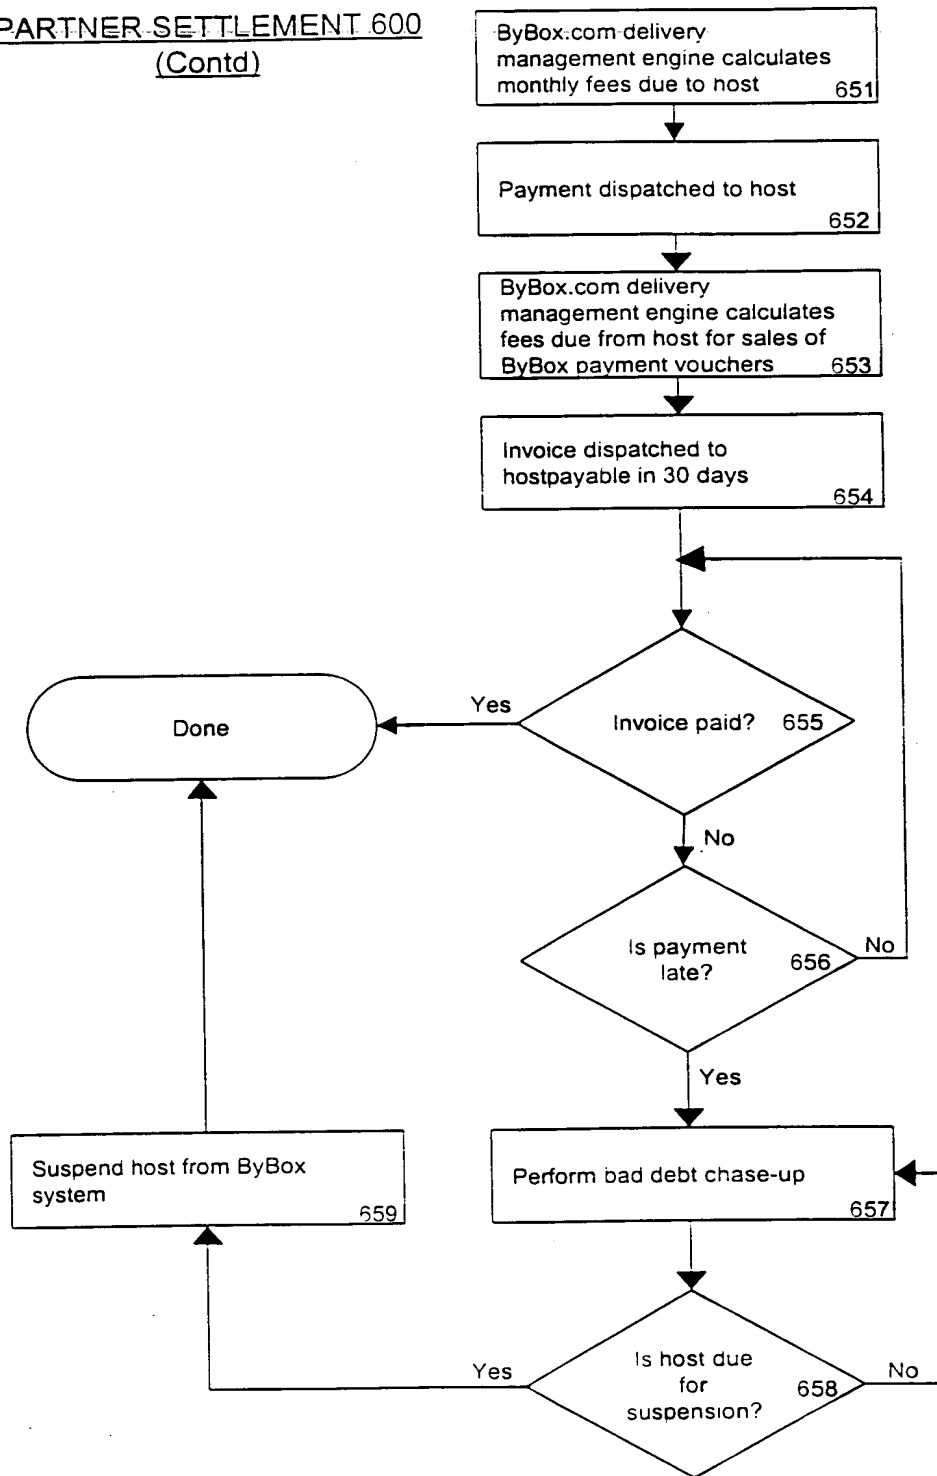 PARTNER SETTLEMENT 600
(Contd)
ByBox.com delivery
management engine calculates
monthly fees due to host
651
Payment dispatched to host
652
ByBox.com delivery
management engine calculates
fees due from host for sales of
ByBox payment vouchers 653
Invoice dispatched to
hostpayable in 30 days
654
Invoice paid? 655
Yes
Done
No
Is payment
late?
656
No
Yes
Perform bad debt chase-up
657
Suspend host from ByBox
system
659
Is host due
for
suspension?
658
Yes
No